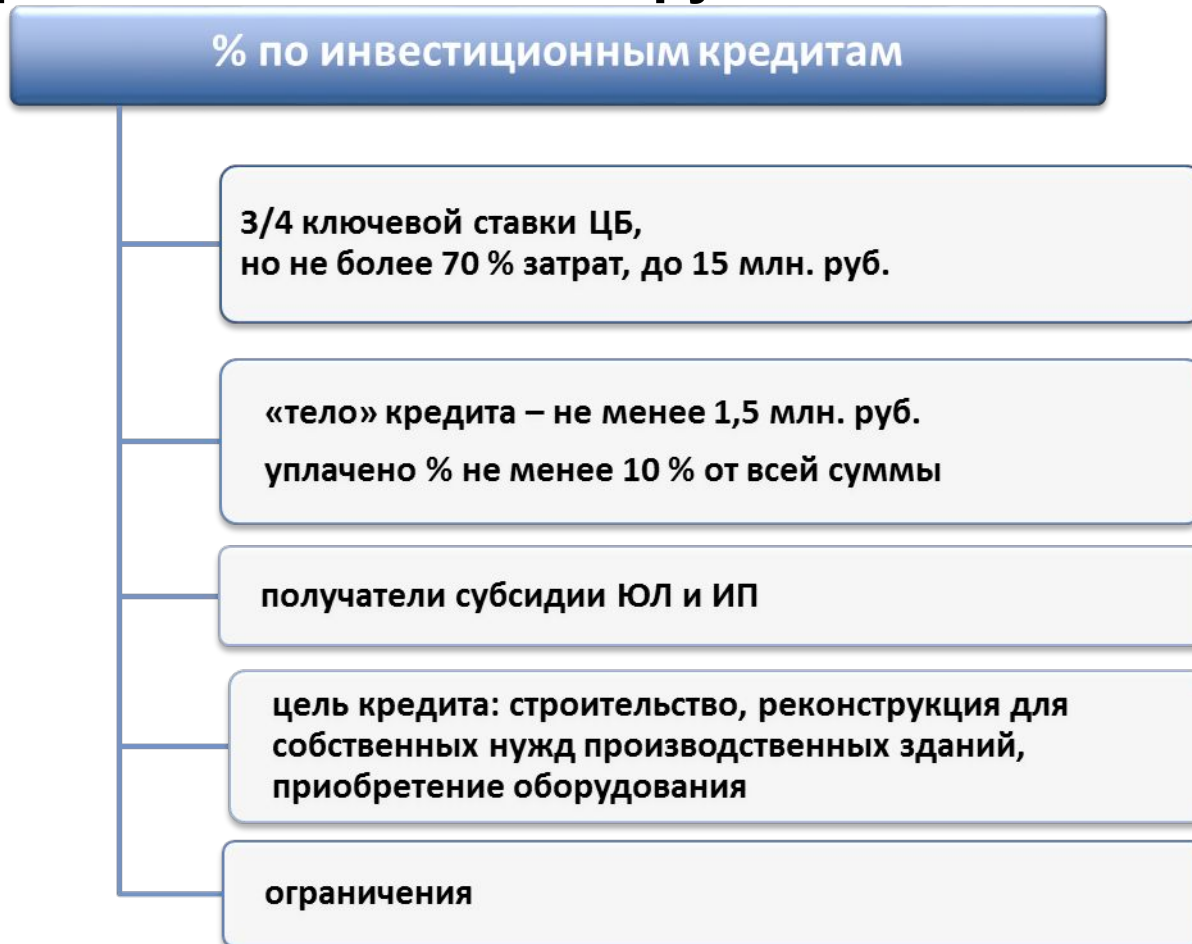 % по инвестиционным кредитам
3/4 ключевой ставки ЦБ,
но не более 70 % затрат, до 15 млн. руб.
«тело» кредита – не менее 1,5 млн. руб.
уплачено % не менее 10 % от всей суммы
получатели субсидии ЮЛ и ИП
цель кредита: строительство, реконструкция для
собственных нужд производственных зданий,
приобретение оборудования
ограничения